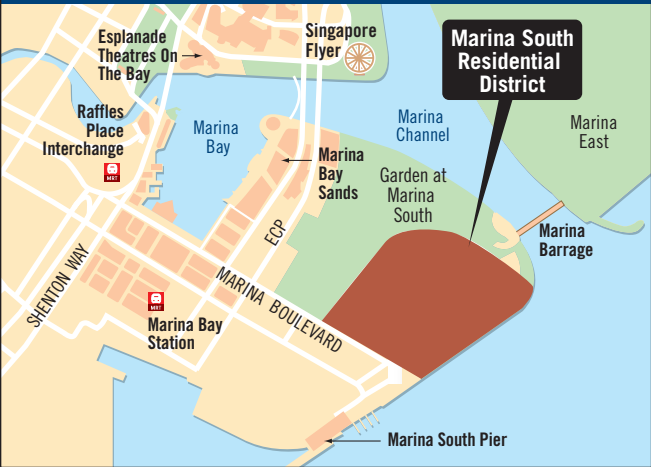 Esplanade
Theatres On
The Bay
Singapore
Flyer
Marina South
Residential
District
Raffles
Place
Interchange
MRT
Marina
Bay
Marina
Channel
Marina
East
Marina
Bay
Sands
Garden at
Marina
South
ECP
Marina
Barrage
SHENTON WAY
MARINA BOULEVARD
MRT
Marina Bay
Station
Marina South Pier